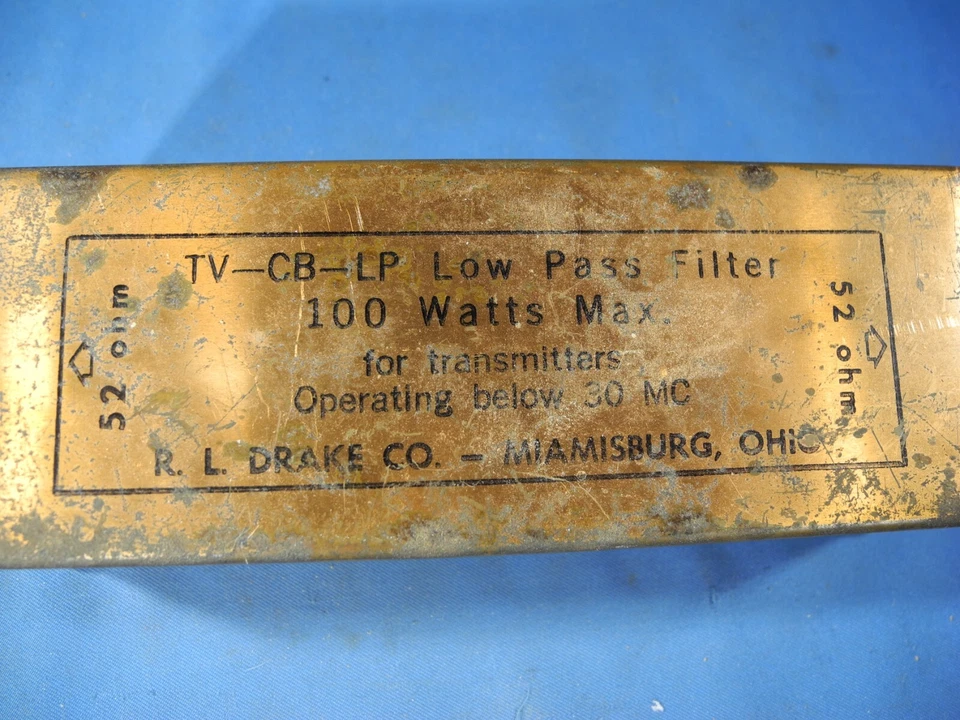 TV—CB—LP Low Pass Filter
100 Watts Max.
for transmitters
Operating below 30 MC
R. L. DRAKE CO. — MIAMISBURG, OHIO
52 ohm
52 ohm